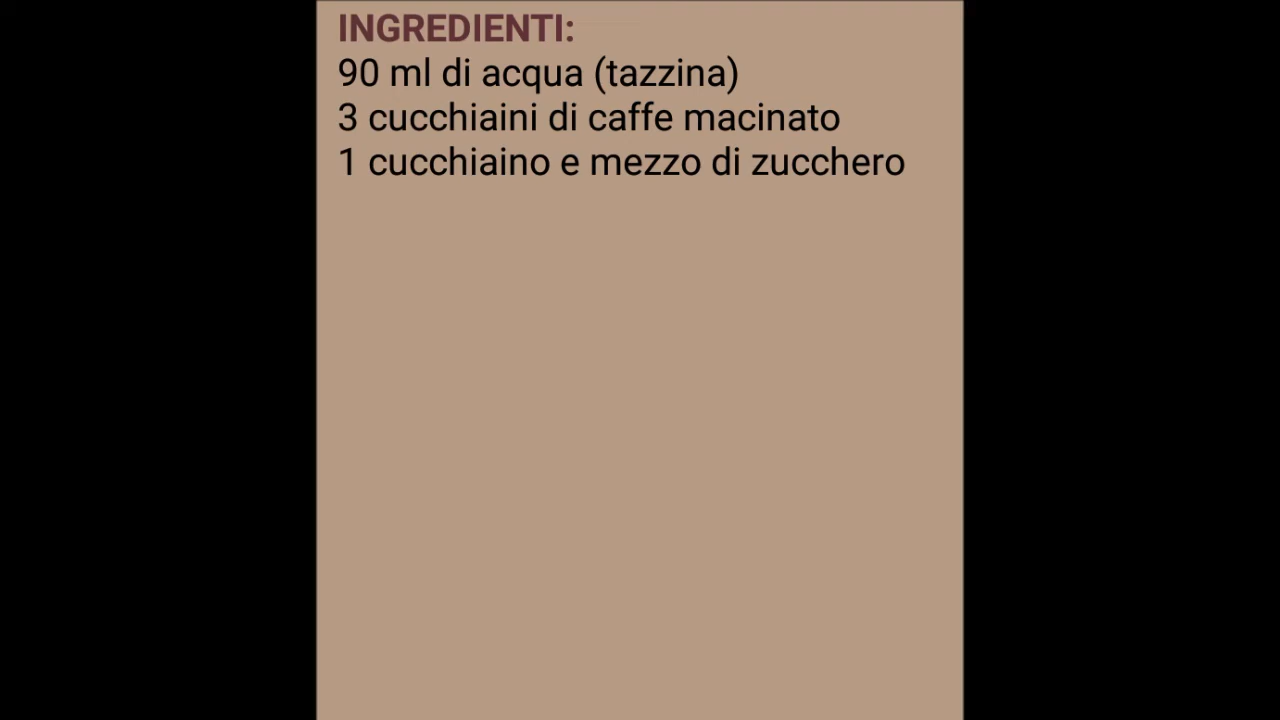 INGREDIENTI:
90 ml di acqua (tazzina)
3 cucchiaini di caffe macinato
1 cucchiaino e mezzo di zucchero